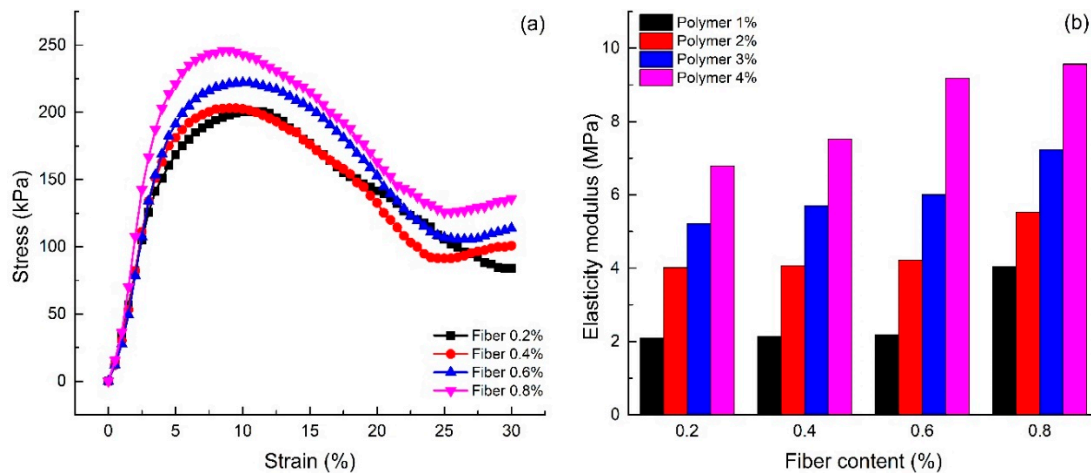 (a)
250
200
150
100
50
0
Stress (kPa)
Fiber 0.2%
Fiber 0.4%
Fiber 0.6%
Fiber 0.8%
0 5 10 15 20 25 30
Strain (%)
(b)
Polymer 1%
Polymer 2%
Polymer 3%
Polymer 4%
10
8
6
4
2
0
Elasticity modulus (MPa)
0.2 0.4 0.6 0.8
Fiber content (%)